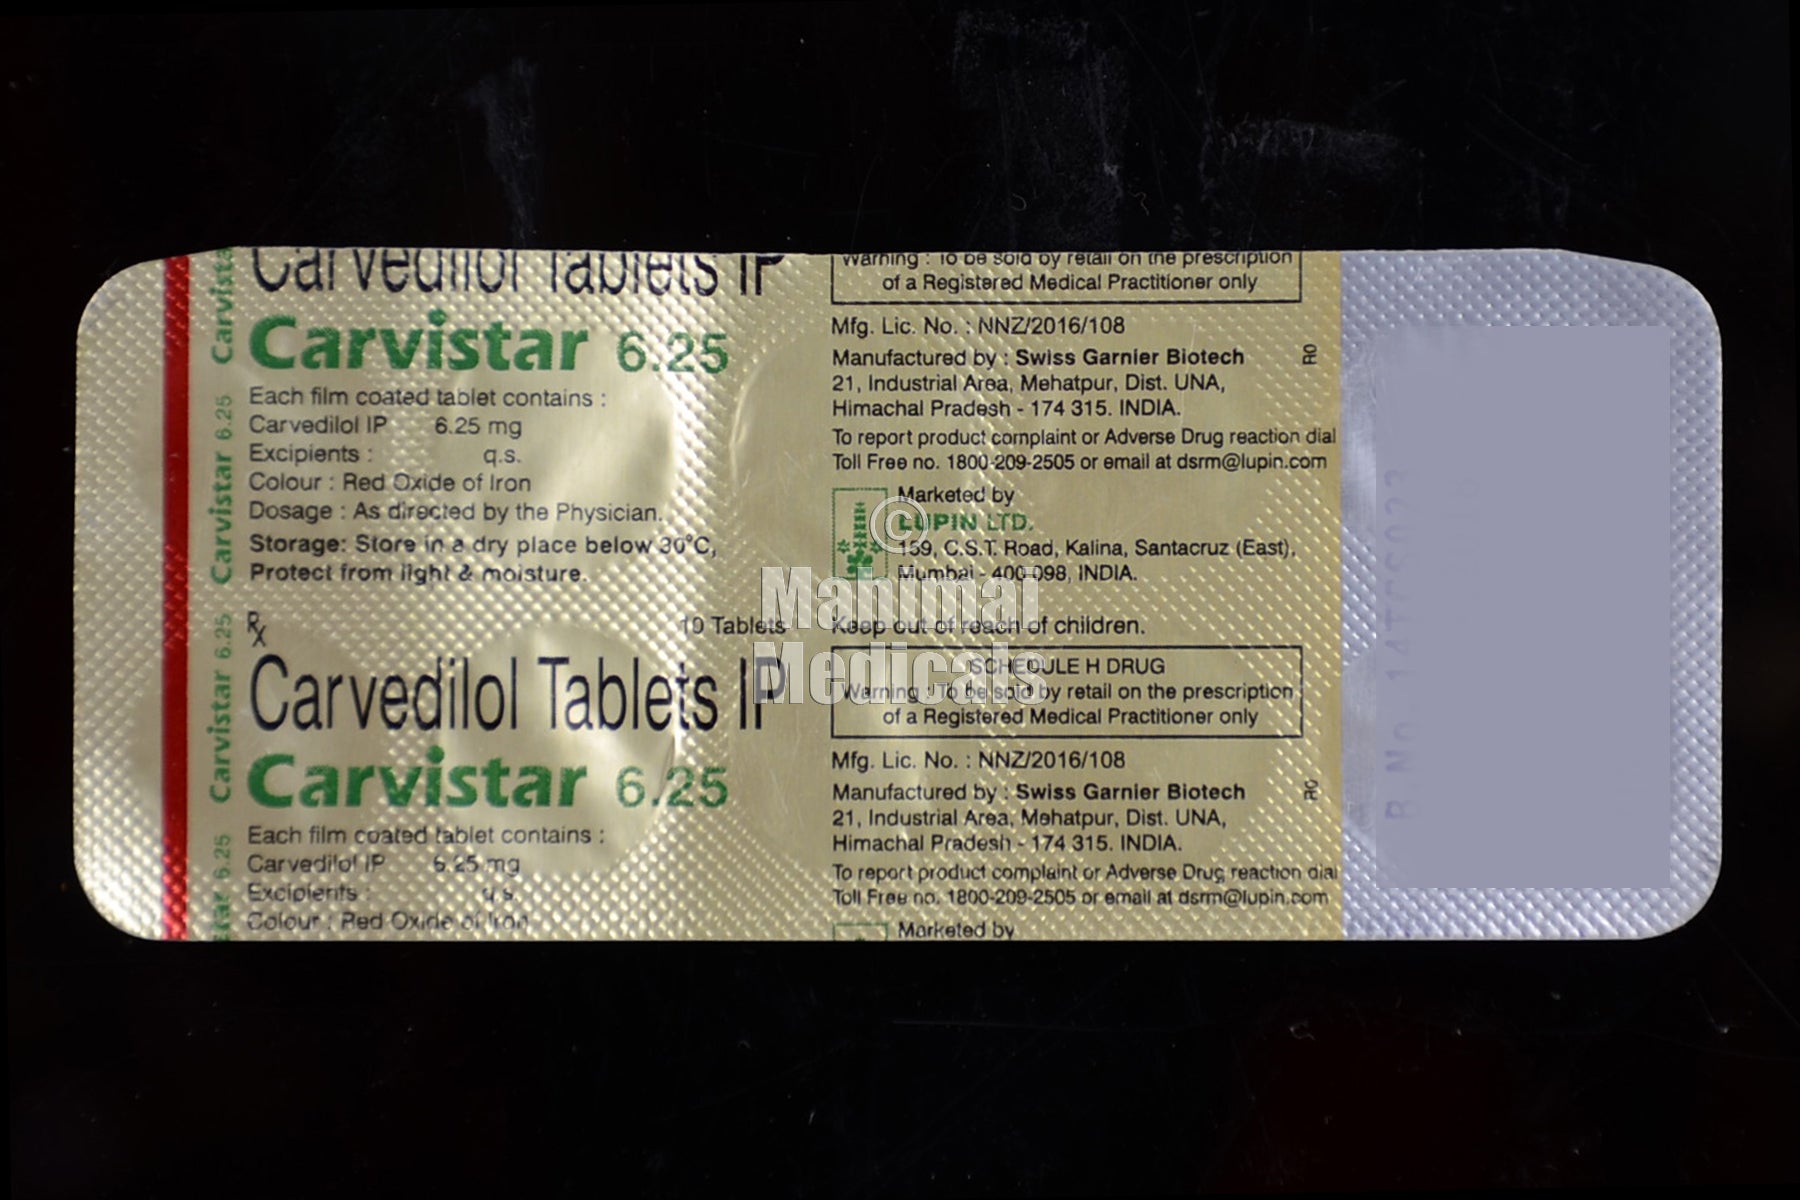 Carvedilol Tablets IP
Carvistar 6.25
Each film coated tablet contains :
Carvedilol IP 6.25 mg
Excipients : q.s.
Colour : Red Oxide of Iron
Dosage : As directed by the Physician.
Storage: Store in a dry place below 30°C,
Protect from light & moisture.
Rx 10 Tablets
Carvedilol Tablets IP
Carvistar 6.25
Each film coated tablet contains :
Carvedilol IP 6.25 mg
Excipients : q.s.
Colour : Red Oxide of Iron
Carvista
Carvistar 6.25
Carvistar 6.25
Carvistar 6.25
star 6.25
Warning : To be sold by retail on the prescription
of a Registered Medical Practitioner only
Mfg. Lic. No. : NNZ/2016/108
Manufactured by : Swiss Garnier Biotech
21, Industrial Area, Mehatpur, Dist. UNA,
Himachal Pradesh - 174 315. INDIA.
R0
To report product complaint or Adverse Drug reaction dial
Toll Free no. 1800-209-2505 or email at dsrm@lupin.com
Marketed by
LUPIN LTD.
159, C.S.T. Road, Kalina, Santacruz (East),
Mumbai - 400 098, INDIA.
Keep out of reach of children.
SCHEDULE H DRUG
Warning : To be sold by retail on the prescription
of a Registered Medical Practitioner only
Mfg. Lic. No. : NNZ/2016/108
Manufactured by : Swiss Garnier Biotech
21, Industrial Area, Mehatpur, Dist. UNA,
Himachal Pradesh - 174 315. INDIA.
R0
To report product complaint or Adverse Drug reaction dial
Toll Free no. 1800-209-2505 or email at dsrm@lupin.com
Marketed by
©
Mahimai
Medicals
B.No.